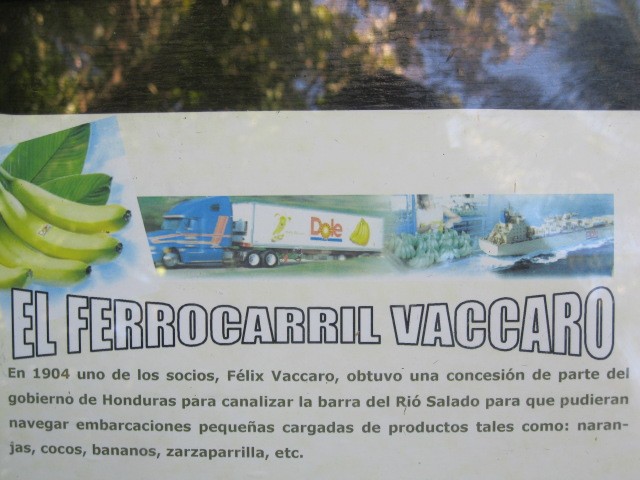 Dole
EL FERROCARRIL VACCARO
En 1904 uno de los socios, Félix Vaccaro, obtuvo una concesión de parte del
gobierno de Honduras para canalizar la barra del Rió Salado para que pudieran
navegar embarcaciones pequeñas cargadas de productos tales como: naran-
jas, cocos, bananos, zarzaparrilla, etc.